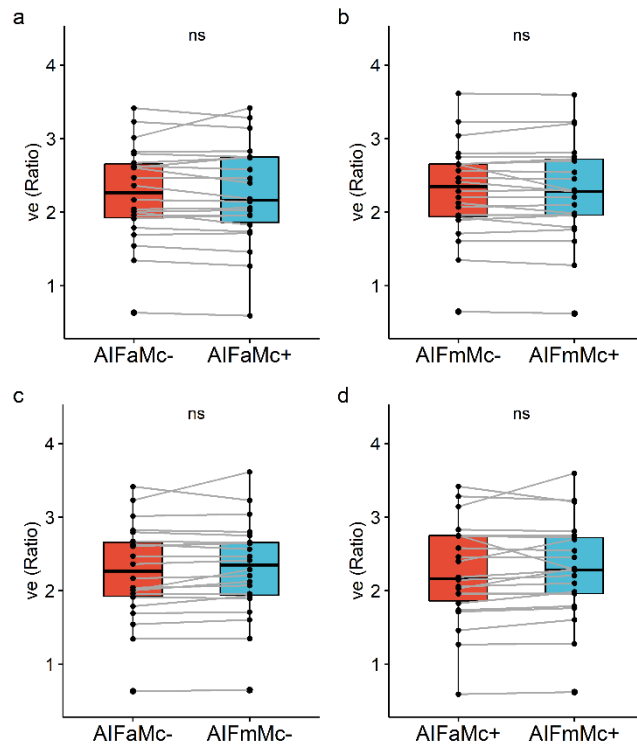 a
ns
4
3
2
1
ve (Ratio)
AIFaMc- AIFaMc+
b
ns
4
3
2
1
ve (Ratio)
AIFmMc- AIFmMc+
c
ns
4
3
2
1
ve (Ratio)
AIFaMc- AIFmMc-
d
ns
4
3
2
1
ve (Ratio)
AIFaMc+ AIFmMc+